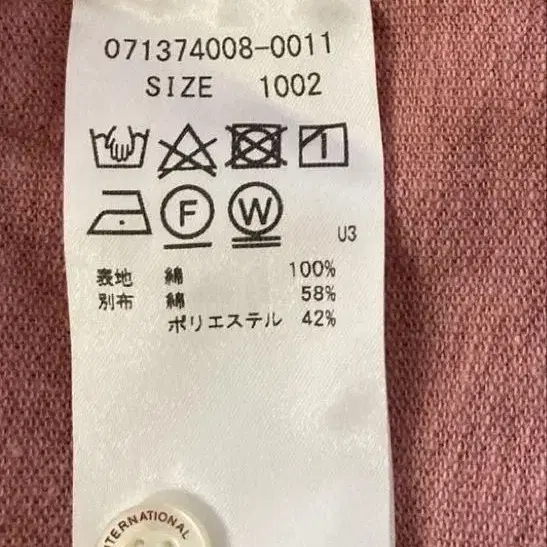 071374008-0011
SIZE 1002
F W
U3
表地 綿 100%
別布 綿 58%
ポリエステル 42%
INTERNATIONAL